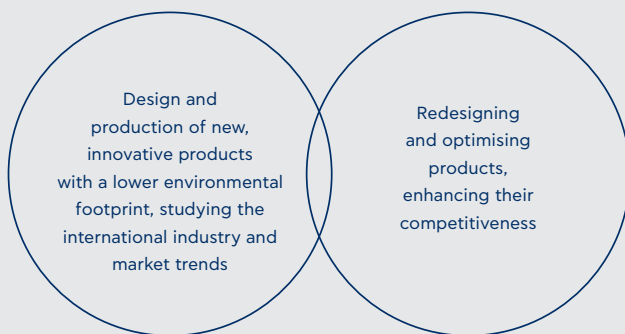 Design and
production of new,
innovative products
with a lower environmental
footprint, studying the
international industry and
market trends
Redesigning
and optimising
products,
enhancing their
competitiveness